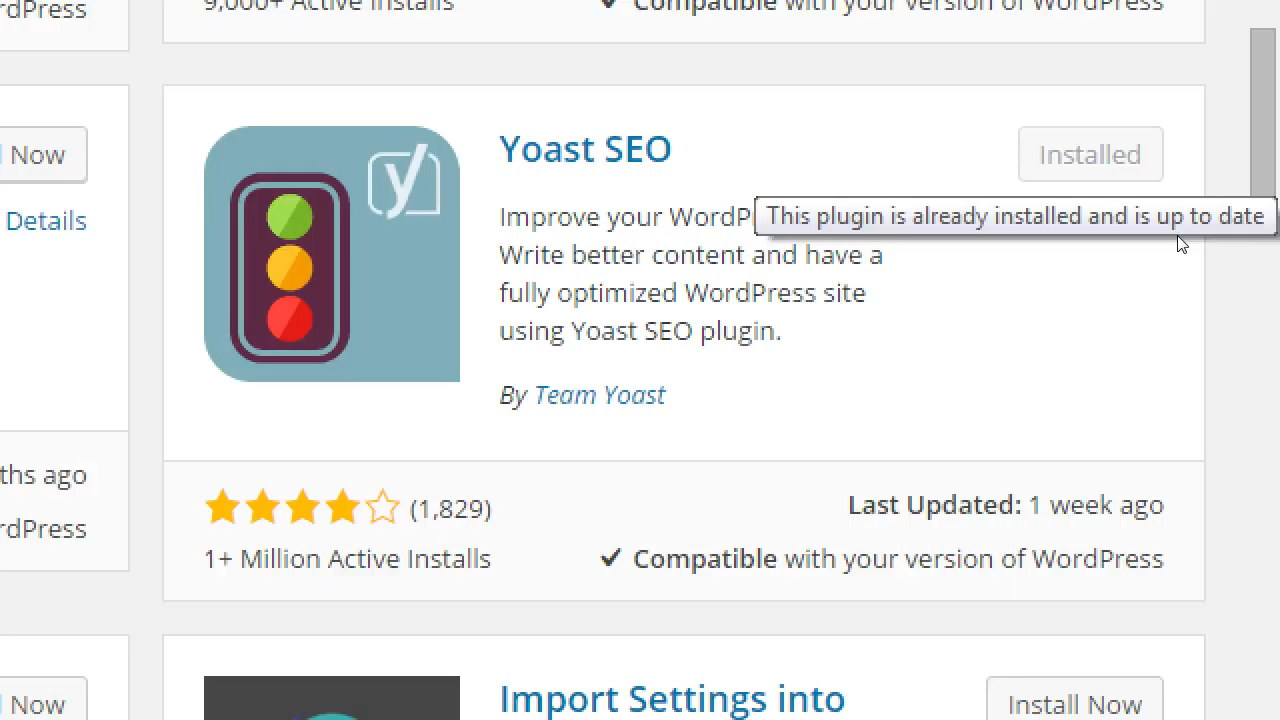 rdPress
9,000+ Active Installs
Compatible with your version of WordPress
Now
Details
ths ago
rdPress
Yoast SEO
Installed
This plugin is already installed and is up to date
Improve your WordP
Write better content and have a
fully optimized WordPress site
using Yoast SEO plugin.
By Team Yoast
(1,829)
Last Updated: 1 week ago
1+ Million Active Installs
Compatible with your version of WordPress
Now
Import Settings into
Install Now